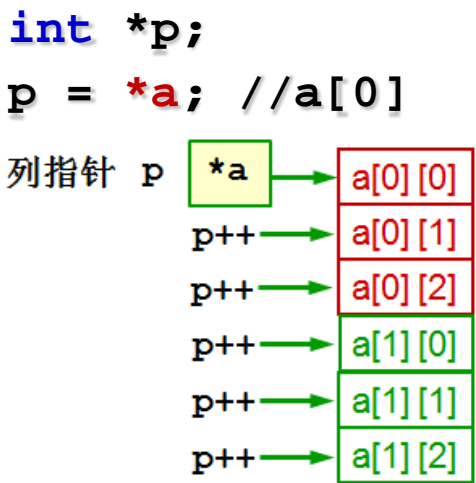 int *p;
p = *a; //a[0]
列指针 p *a a[0][0]
p++ a[0][1]
p++ a[0][2]
p++ a[1][0]
p++ a[1][1]
p++ a[1][2]